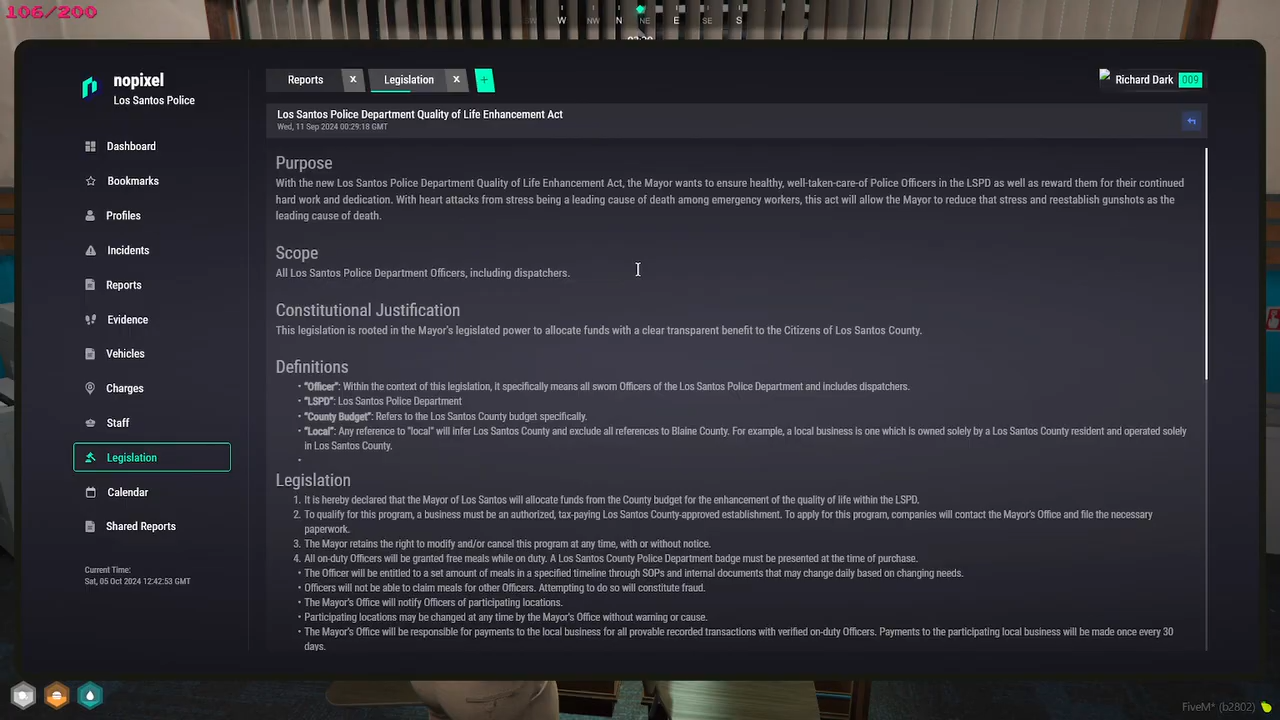 106/200
W NW N NE E SE S
nopixel
Los Santos Police
Reports x Legislation x +
Richard Dark 009
Dashboard
Bookmarks
Profiles
Incidents
Reports
Evidence
Vehicles
Charges
Staff
Legislation
Calendar
Shared Reports
Current Time:
Sat, 05 Oct 2024 12:42:53 GMT
Los Santos Police Department Quality of Life Enhancement Act
Wed, 11 Sep 2024 00:29:18 GMT
Purpose
With the new Los Santos Police Department Quality of Life Enhancement Act, the Mayor wants to ensure healthy, well-taken-care-of Police Officers in the LSPD as well as reward them for their continued
hard work and dedication. With heart attacks from stress being a leading cause of death among emergency workers, this act will allow the Mayor to reduce that stress and reestablish gunshots as the
leading cause of death.
Scope
All Los Santos Police Department Officers, including dispatchers.
Constitutional Justification
This legislation is rooted in the Mayor's legislated power to allocate funds with a clear transparent benefit to the Citizens of Los Santos County.
Definitions
• "Officer": Within the context of this legislation, it specifically means all sworn Officers of the Los Santos Police Department and includes dispatchers.
• "LSPD": Los Santos Police Department
• "County Budget": Refers to the Los Santos County budget specifically.
• "Local": Any reference to "local" will infer Los Santos County and exclude all references to Blaine County. For example, a local business is one which is owned solely by a Los Santos County resident and operated solely
in Los Santos County.
•
Legislation
1. It is hereby declared that the Mayor of Los Santos will allocate funds from the County budget for the enhancement of the quality of life within the LSPD.
2. To qualify for this program, a business must be an authorized, tax-paying Los Santos County-approved establishment. To apply for this program, companies will contact the Mayor's Office and file the necessary
paperwork.
3. The Mayor retains the right to modify and/or cancel this program at any time, with or without notice.
4. All on-duty Officers will be granted free meals while on duty. A Los Santos County Police Department badge must be presented at the time of purchase.
• The Officer will be entitled to a set amount of meals in a specified timeline through SOPs and internal documents that may change daily based on changing needs.
• Officers will not be able to claim meals for other Officers. Attempting to do so will constitute fraud.
• The Mayor's Office will notify Officers of participating locations.
• Participating locations may be changed at any time by the Mayor's Office without warning or cause.
• The Mayor's Office will be responsible for payments to the local business for all provable recorded transactions with verified on-duty Officers. Payments to the participating local business will be made once every 30
days.
FiveM* (b2802)